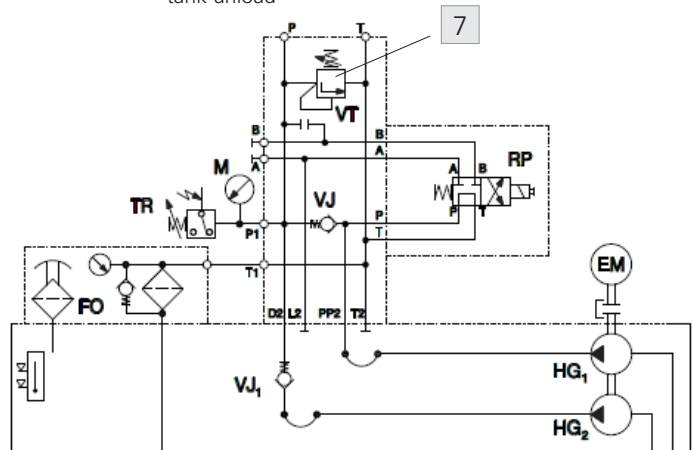 tank unload
P T
7
VT
B B
A A
A B
RP
M
VJ
TR
P1 P
T
P T
T1
EM
FO
D2 L2 PP2 T2
HG₁
VJ₁
HG₂